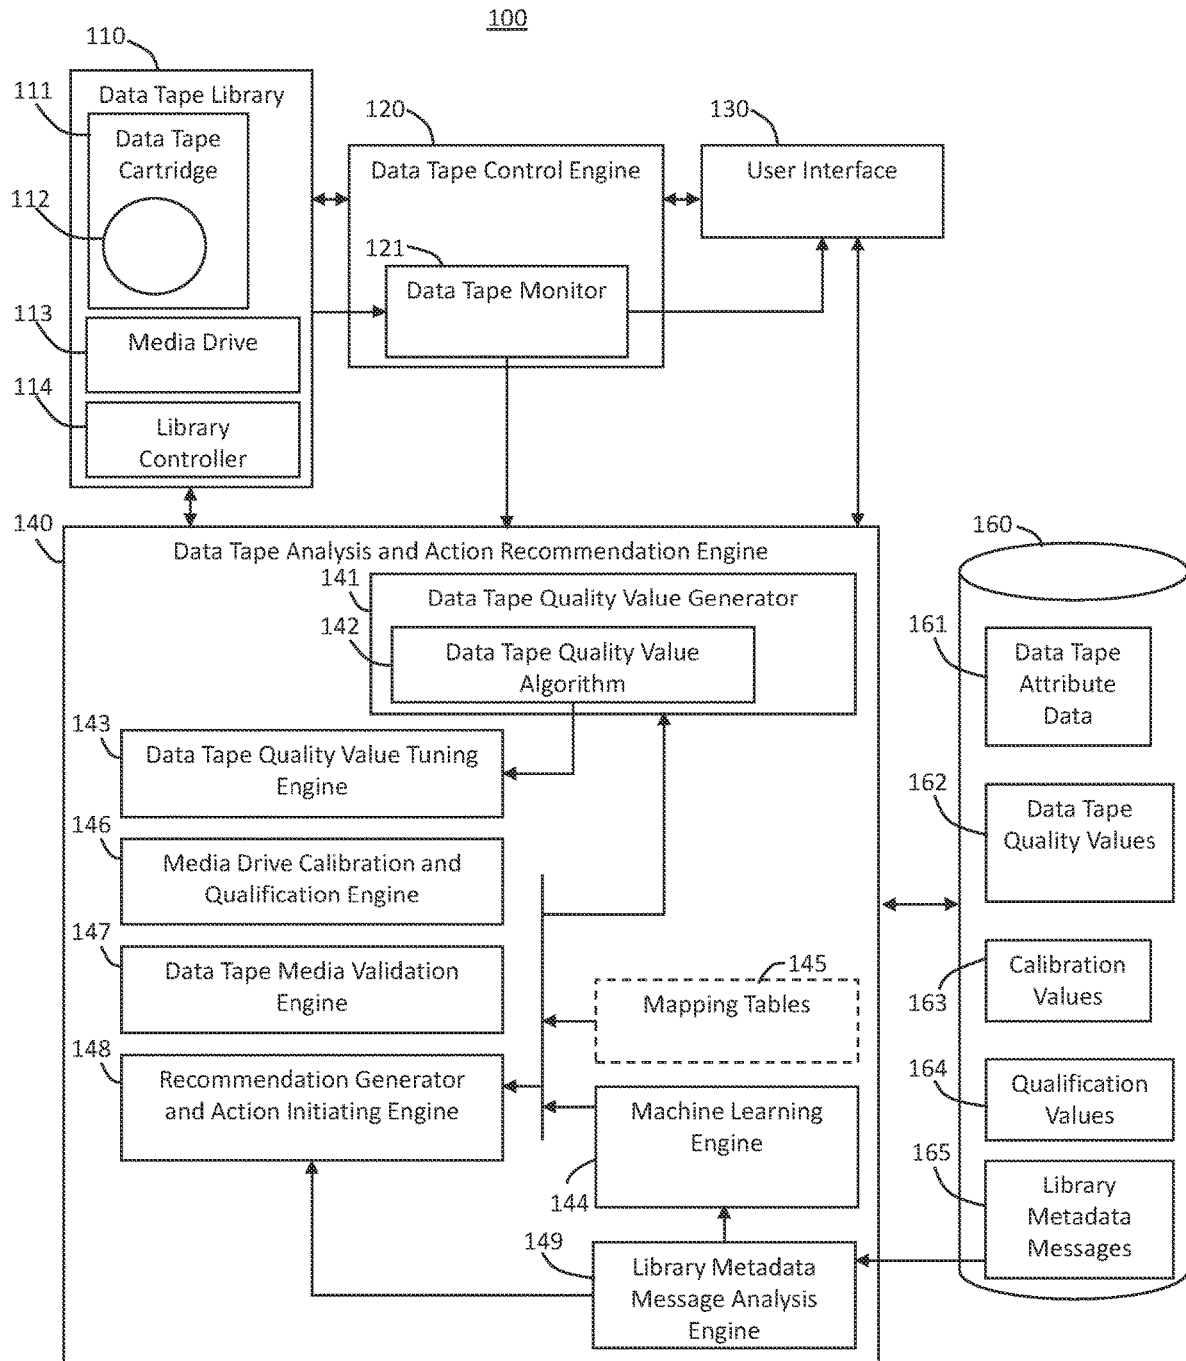 100
110
Data Tape Library
111
Data Tape
Cartridge
112
113
Media Drive
114
Library
Controller
120
Data Tape Control Engine
121
Data Tape Monitor
130
User Interface
140
Data Tape Analysis and Action Recommendation Engine
141
Data Tape Quality Value Generator
142
Data Tape Quality Value
Algorithm
143
Data Tape Quality Value Tuning
Engine
146
Media Drive Calibration and
Qualification Engine
147
Data Tape Media Validation
Engine
148
Recommendation Generator
and Action Initiating Engine
145
Mapping Tables
Machine Learning
Engine
144
149
Library Metadata
Message Analysis
Engine
160
161
Data Tape
Attribute
Data
162
Data Tape
Quality Values
163
Calibration
Values
164
Qualification
Values
165
Library
Metadata
Messages